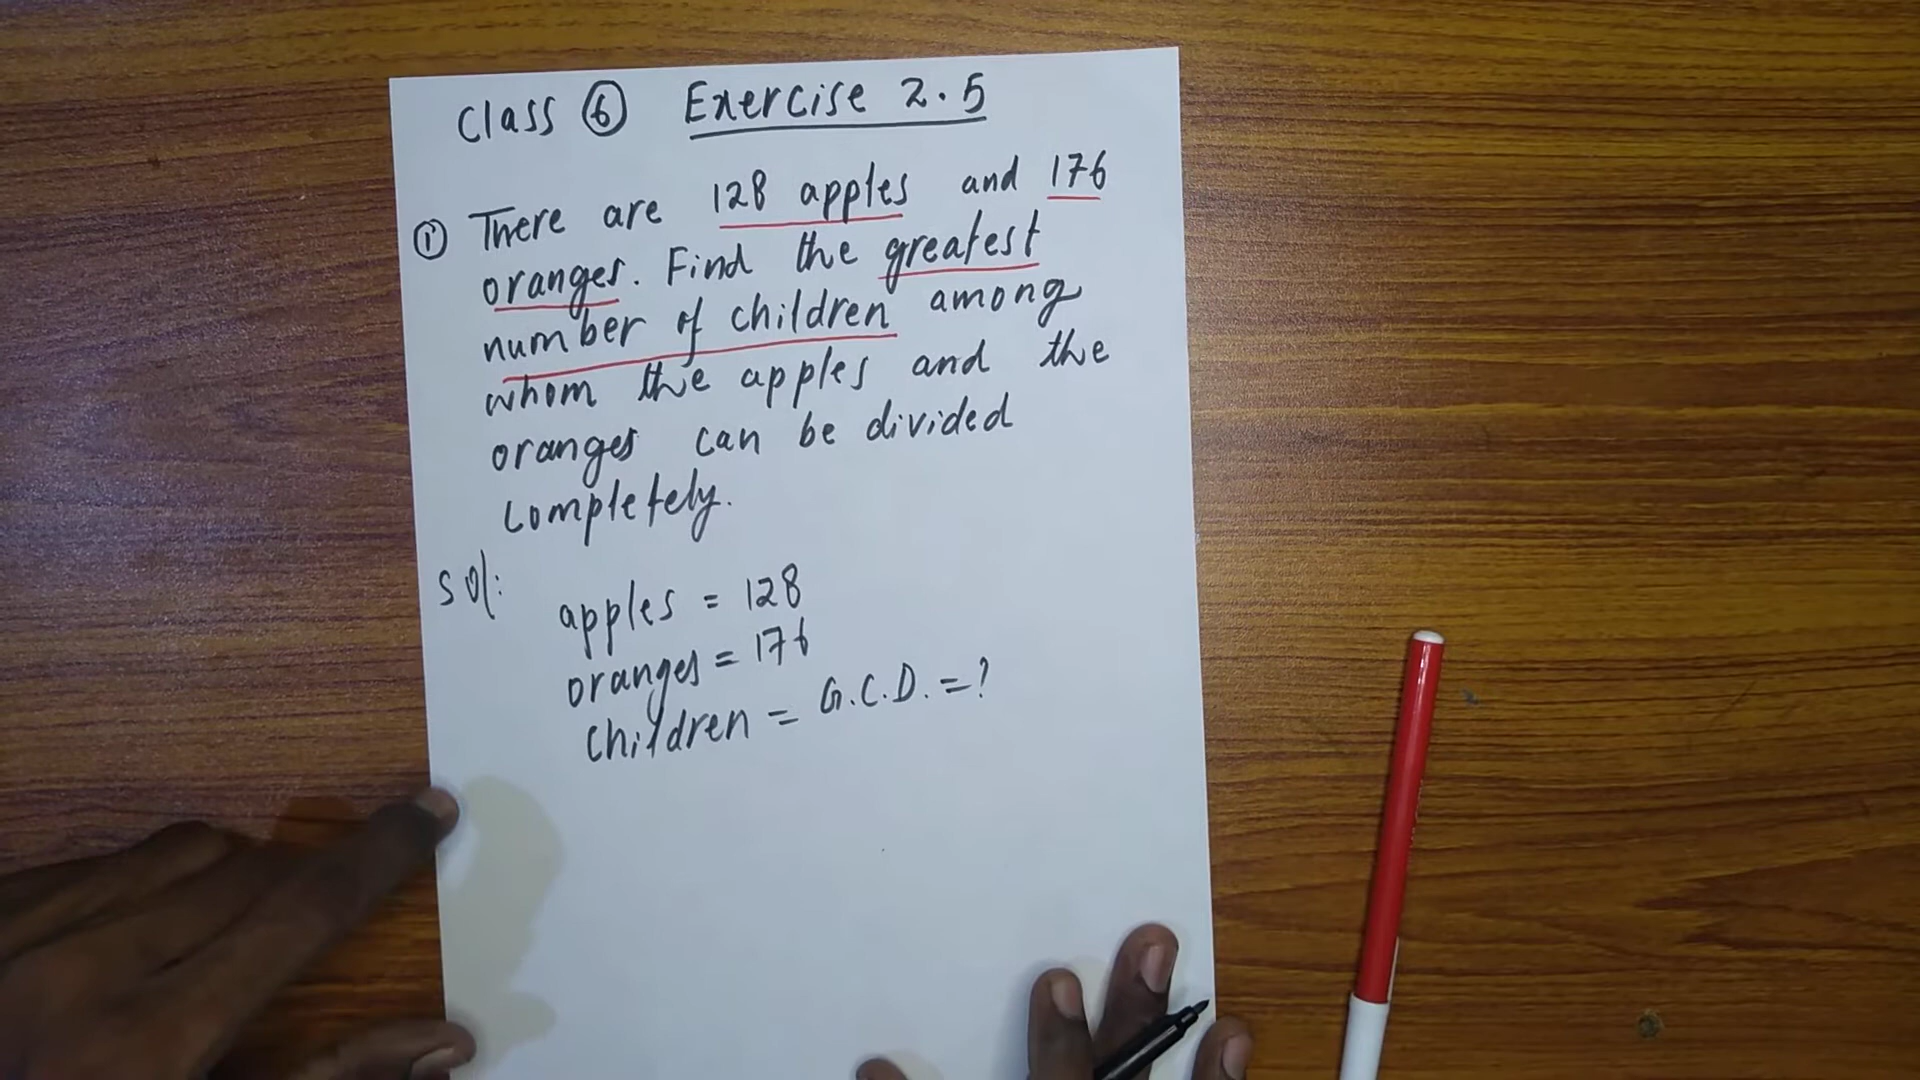 Class ⑥ Exercise 2.5
① There are 128 apples and 176
oranges. Find the greatest
number of children among
whom the apples and the
oranges can be divided
completely.
Sol:
apples = 128
oranges = 176
Children = G.C.D. = ?